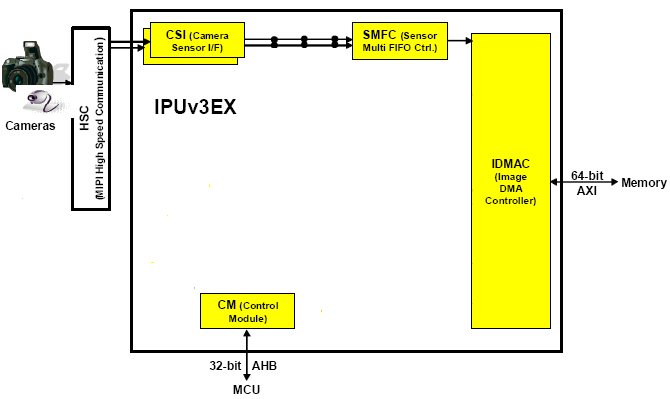 CSI (Camera
Sensor I/F)
SMFC (Sensor
Multi FIFO Ctrl.)
Cameras
HSC
(MIPI High Speed Communication)
IPUv3EX
IDMAC
(Image
DMA
Controller)
64-bit
AXI
Memory
CM (Control
Module)
32-bit
AHB
MCU